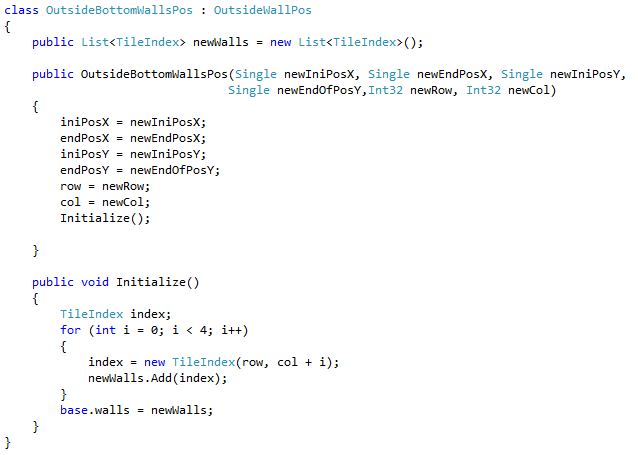 class OutsideBottomWallsPos : OutsideWallPos
{
    public List<TileIndex> newWalls = new List<TileIndex>();
    public OutsideBottomWallsPos(Single newIniPosX, Single newEndPosX, Single newIniPosY,
                                Single newEndOfPosY,Int32 newRow, Int32 newCol)
    {
        iniPosX = newIniPosX;
        endPosX = newEndPosX;
        iniPosY = newIniPosY;
        endPosY = newEndOfPosY;
        row = newRow;
        col = newCol;
        Initialize();
    }
    public void Initialize()
    {
        TileIndex index;
        for (int i = 0; i < 4; i++)
        {
            index = new TileIndex(row, col + i);
            newWalls.Add(index);
        }
        base.walls = newWalls;
    }
}